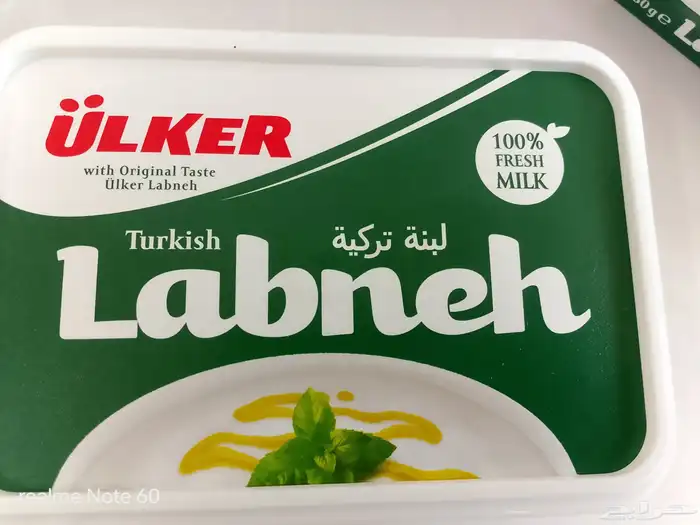 ÜLKER
with Original Taste
Ülker Labneh
100%
FRESH
MILK
Turkish
لبنة تركية
Labneh
realme Note 60